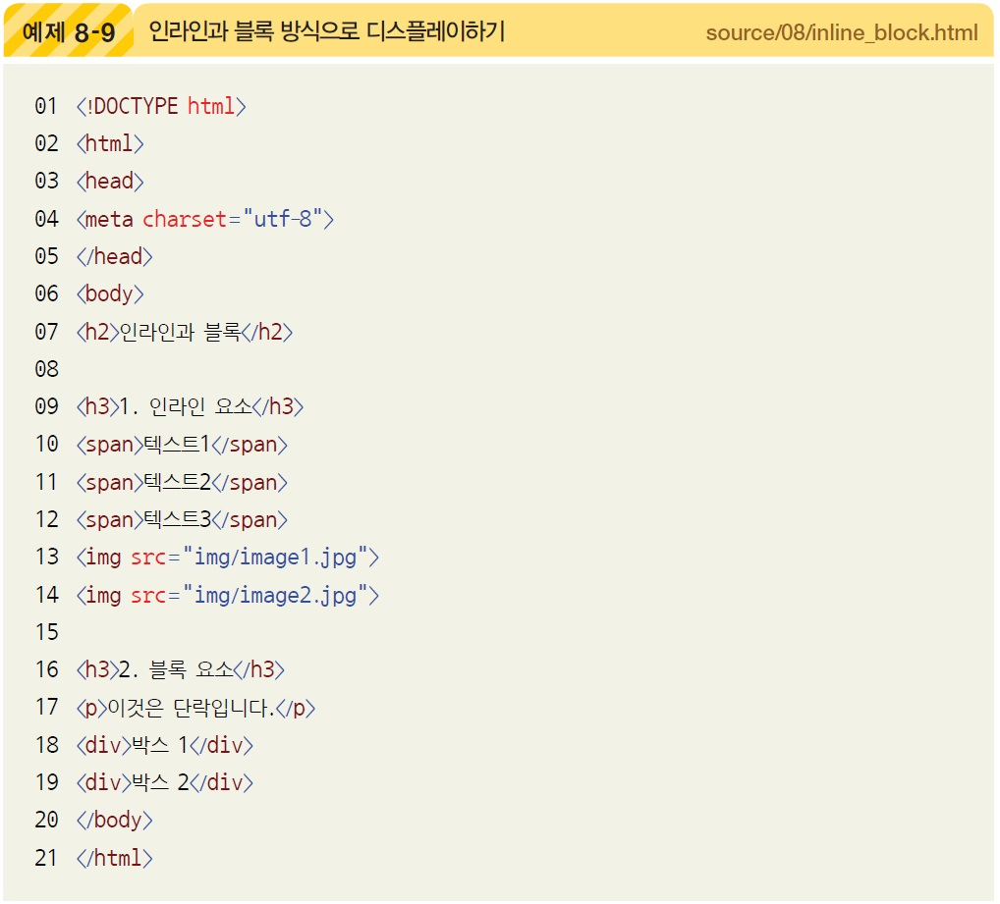 예제 8-9 인라인과 블록 방식으로 디스플레이하기 source/08/inline_block.html
01 <!DOCTYPE html>
02 <html>
03 <head>
04 <meta charset="utf-8">
05 </head>
06 <body>
07 <h2>인라인과 블록</h2>
08
09 <h3>1. 인라인 요소</h3>
10 <span>텍스트1</span>
11 <span>텍스트2</span>
12 <span>텍스트3</span>
13 <img src="img/image1.jpg">
14 <img src="img/image2.jpg">
15
16 <h3>2. 블록 요소</h3>
17 <p>이것은 단락입니다.</p>
18 <div>박스 1</div>
19 <div>박스 2</div>
20 </body>
21 </html>